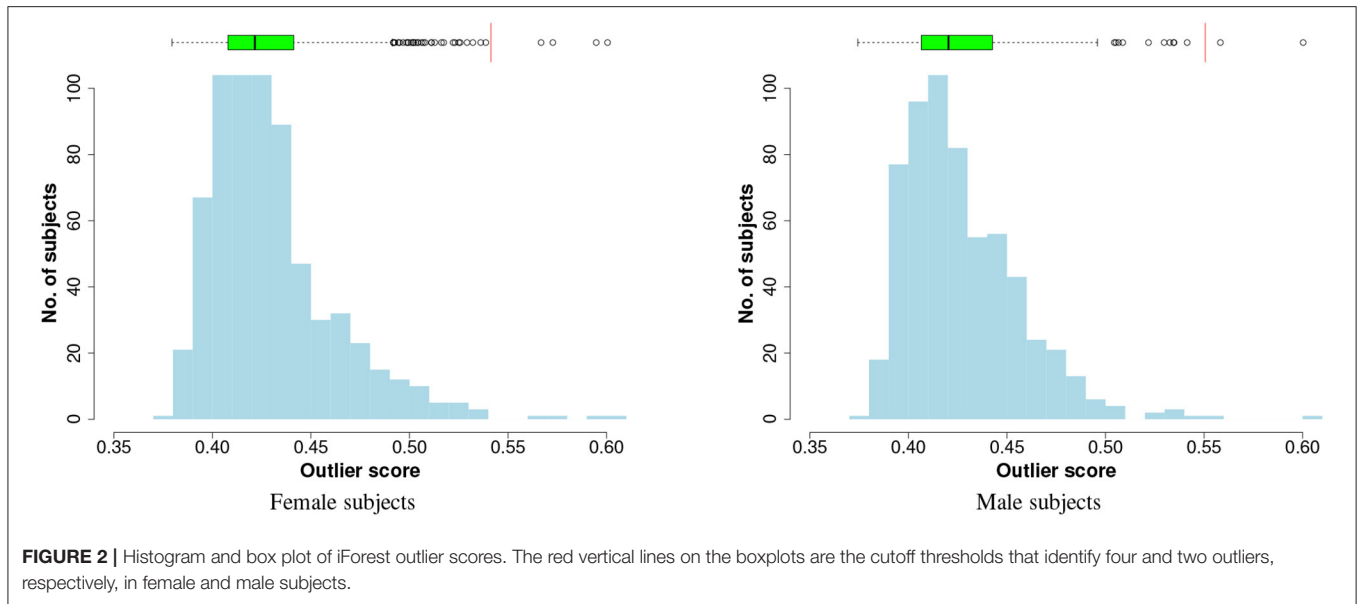 100
80
60
40
20
0
No. of subjects
0.35 0.40 0.45 0.50 0.55 0.60
Outlier score
Female subjects
100
80
60
40
20
0
No. of subjects
0.35 0.40 0.45 0.50 0.55 0.60
Outlier score
Male subjects
FIGURE 2 | Histogram and box plot of iForest outlier scores. The red vertical lines on the boxplots are the cutoff thresholds that identify four and two outliers,
respectively, in female and male subjects.